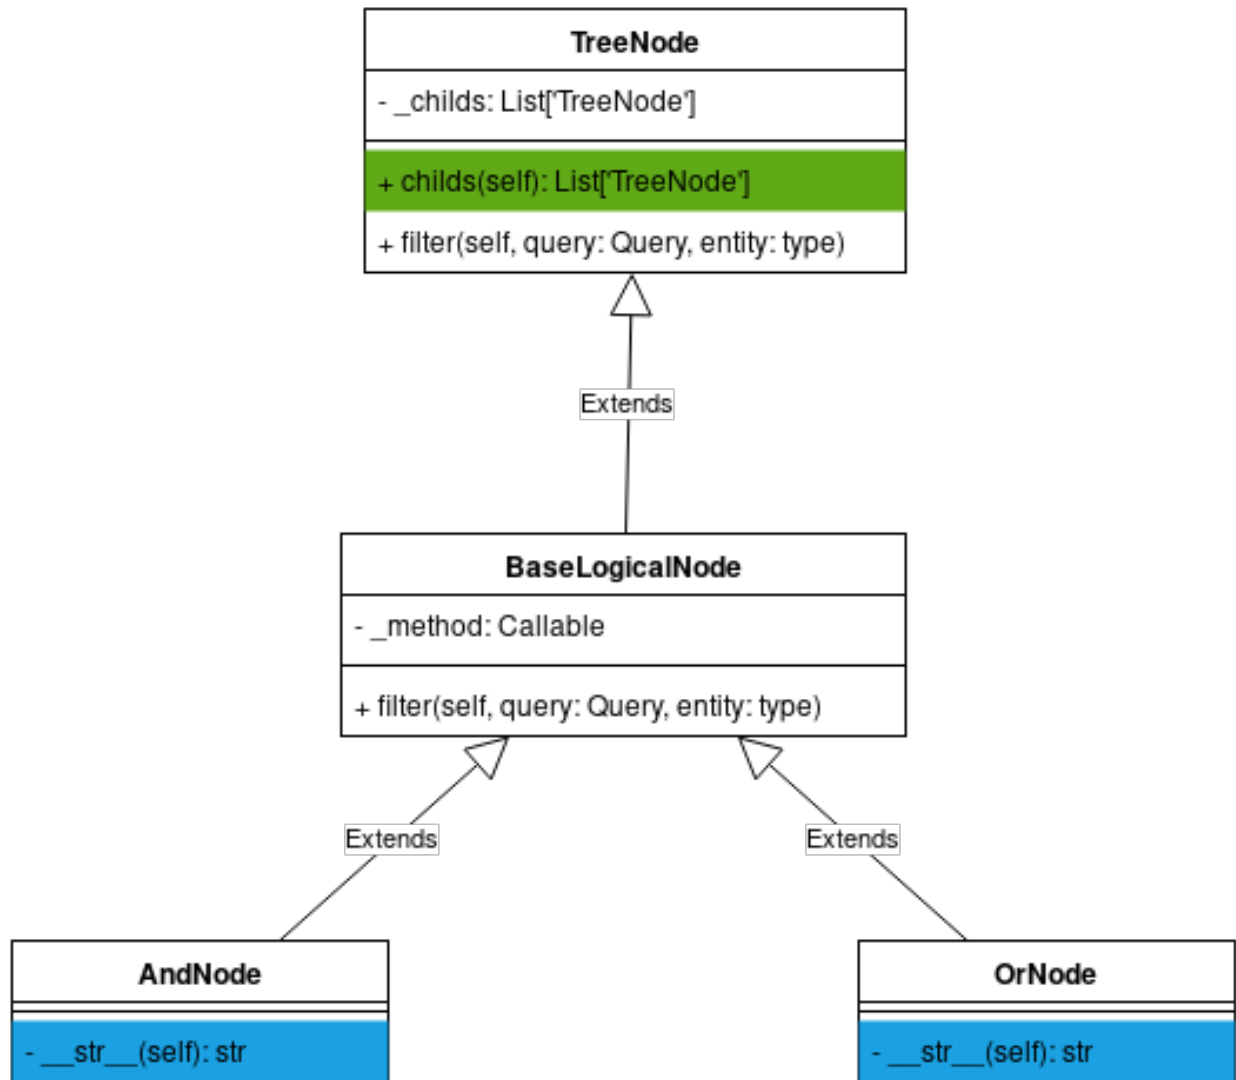 TreeNode
- _childs: List['TreeNode']
+ childs(self): List['TreeNode']
+ filter(self, query: Query, entity: type)
Extends
BaseLogicalNode
- _method: Callable
+ filter(self, query: Query, entity: type)
Extends
Extends
AndNode
- __str__(self): str
OrNode
- __str__(self): str